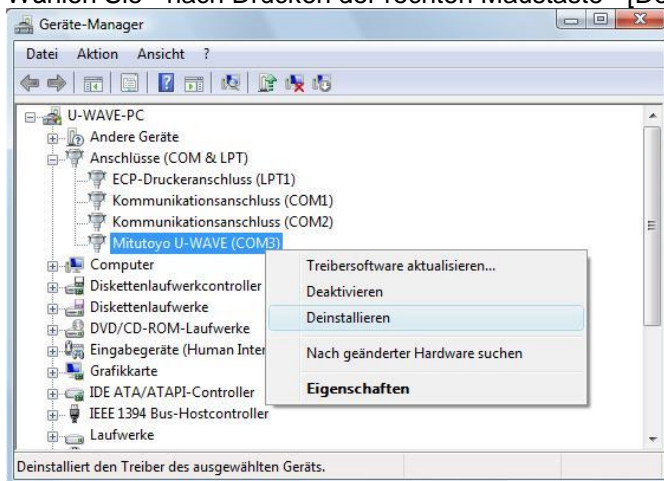 Wählen Sie - nach Drücken der rechten Maustaste - [De
Geräte-Manager
Datei Aktion Ansicht ?
U-WAVE-PC
Andere Geräte
Anschlüsse (COM & LPT)
ECP-Druckeranschluss (LPT1)
Kommunikationsanschluss (COM1)
Kommunikationsanschluss (COM2)
Mitutoyo U-WAVE (COM3)
Computer
Diskettenlaufwerkcontroller
Diskettenlaufwerke
DVD/CD-ROM-Laufwerke
Eingabegeräte (Human Inter
Grafikkarte
IDE ATA/ATAPI-Controller
IEEE 1394 Bus-Hostcontroller
Laufwerke
Treibersoftware aktualisieren...
Deaktivieren
Deinstallieren
Nach geänderter Hardware suchen
Eigenschaften
Deinstalliert den Treiber des ausgewählten Geräts.